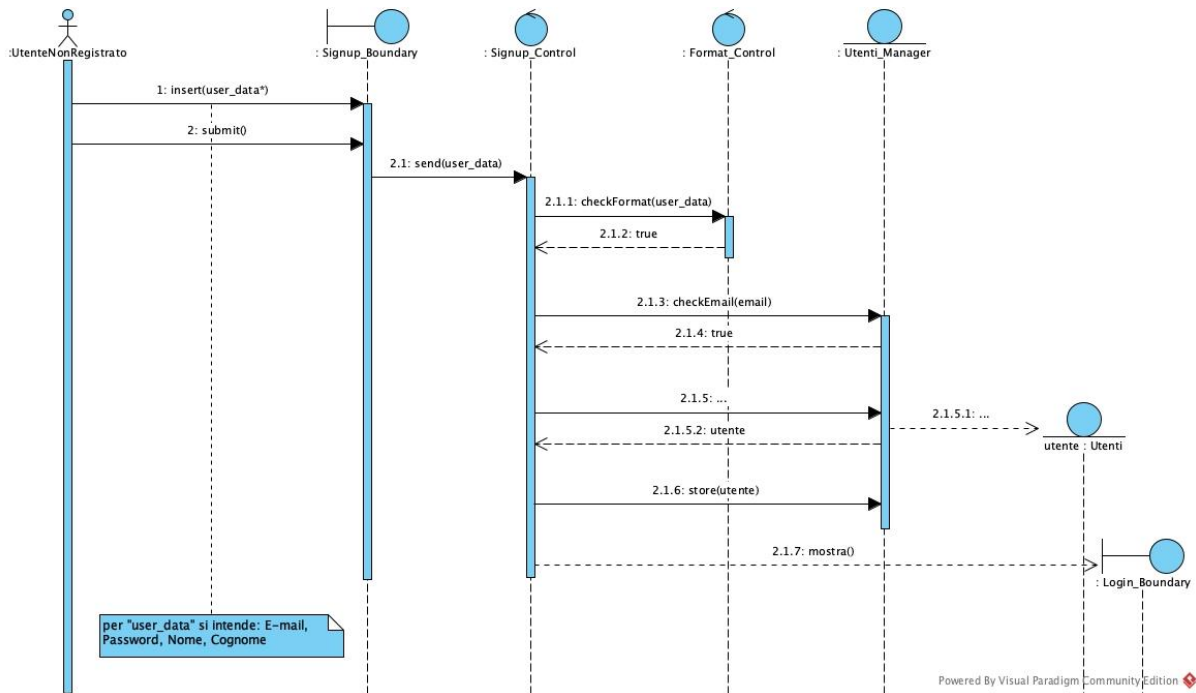 :UtenteNonRegistrato
: Signup_Boundary
: Signup_Control
: Format_Control
: Utenti_Manager
1: insert(user_data*)
2: submit()
2.1: send(user_data)
2.1.1: checkFormat(user_data)
2.1.2: true
2.1.3: checkEmail(email)
2.1.4: true
2.1.5: ...
2.1.5.1: ...
2.1.5.2: utente
utente : Utenti
2.1.6: store(utente)
2.1.7: mostra()
: Login_Boundary
per "user_data" si intende: E-mail,
Password, Nome, Cognome
Powered By Visual Paradigm Community Edition